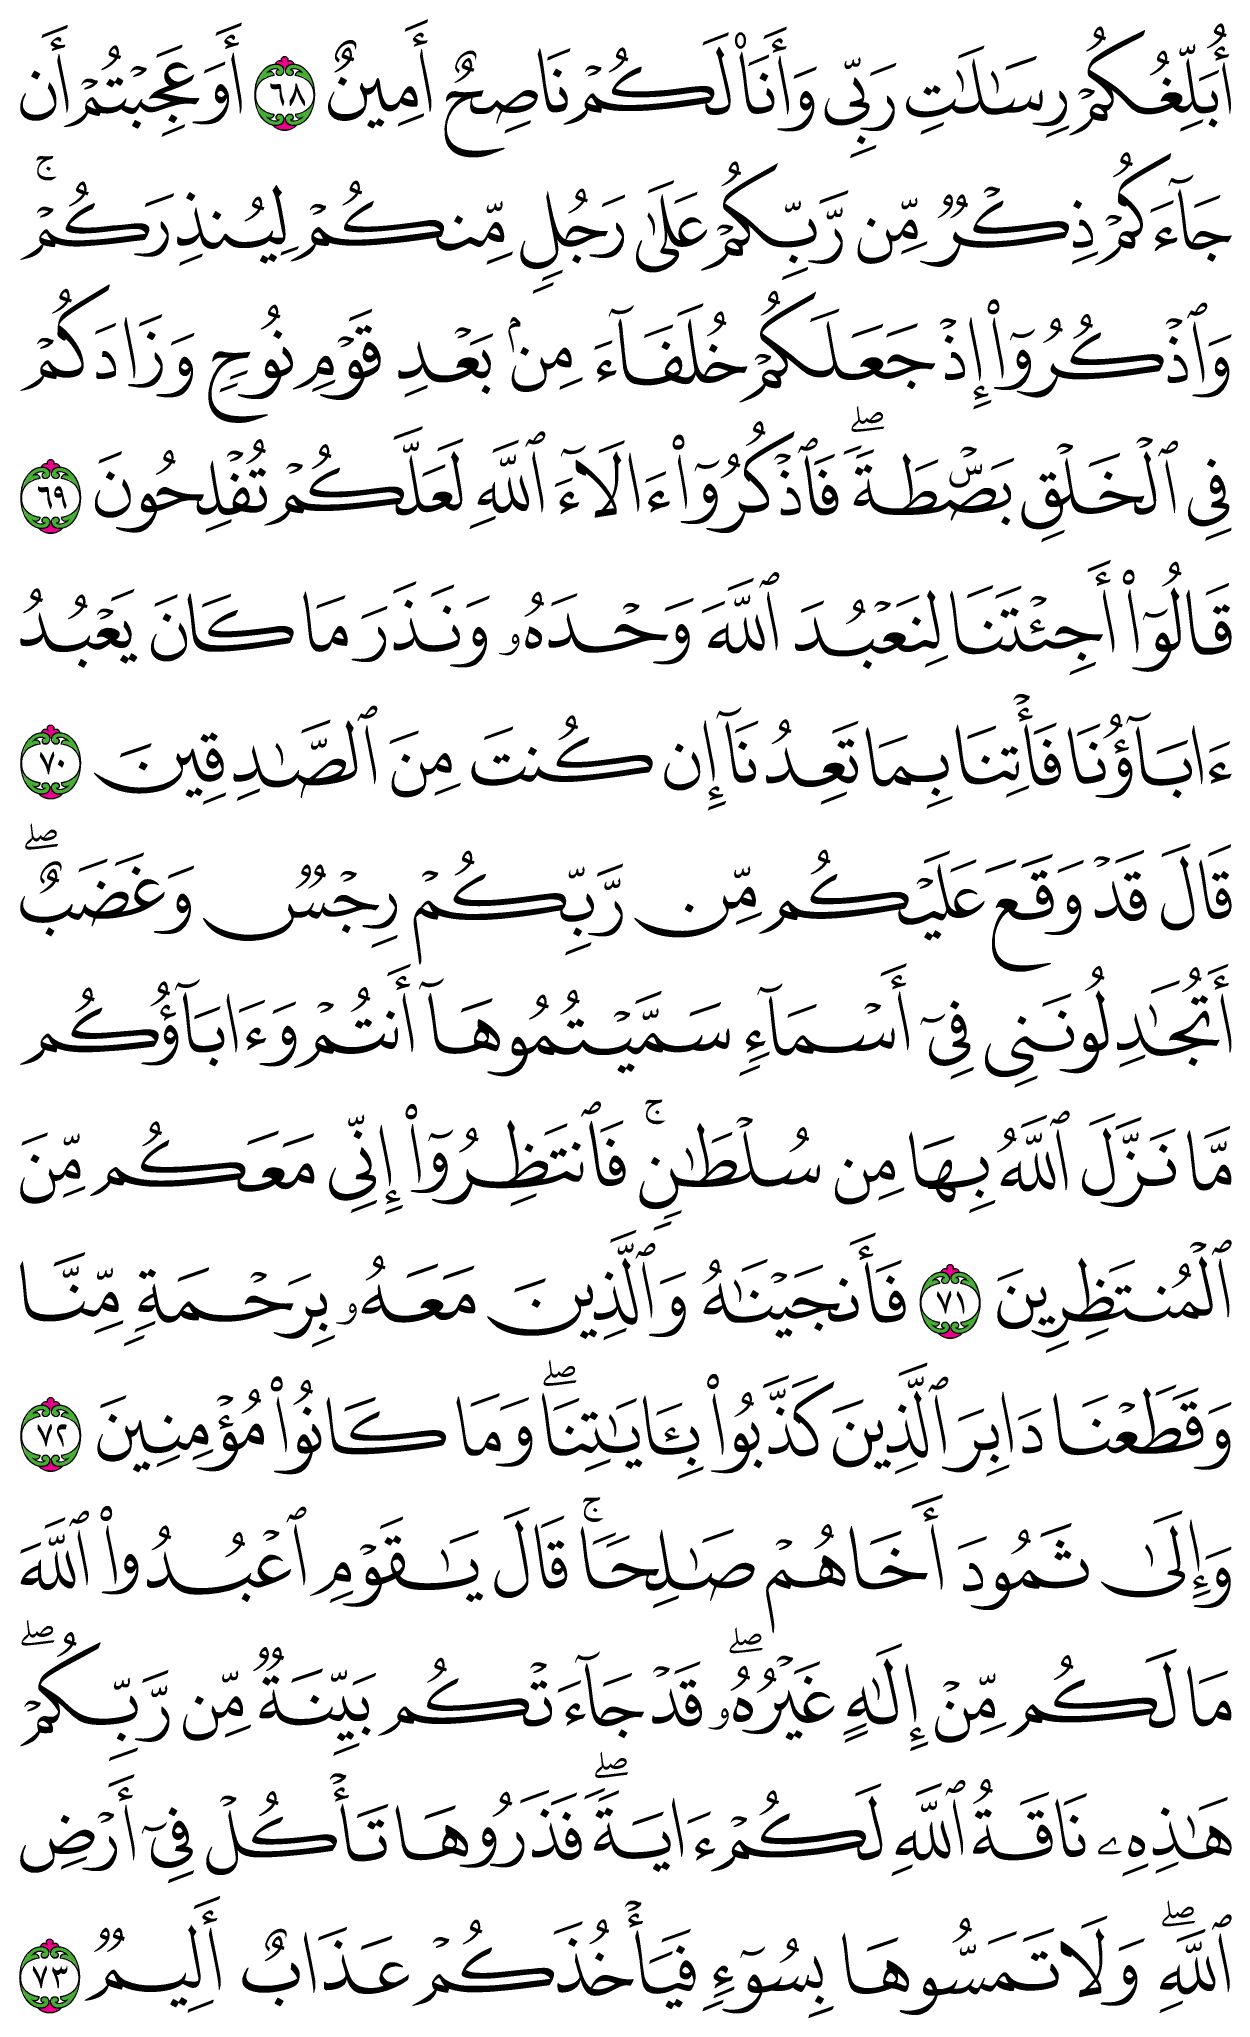 أُبَلِّغُكُمْ رِسَـٰلَـٰتِ رَبِّى وَأَنَا۠ لَكُمْ نَاصِحٌ أَمِينٌ ٦٨ أَوَعَجِبْتُمْ أَن
جَآءَكُمْ ذِكْرٌ مِّن رَّبِّكُمْ عَلَىٰ رَجُلٍ مِّنكُمْ لِيُنذِرَكُمْ ۚ
وَٱذْكُرُوٓا۟ إِذْ جَعَلَكُمْ خُلَفَآءَ مِنۢ بَعْدِ قَوْمِ نُوحٍ وَزَادَكُمْ
فِى ٱلْخَلْقِ بَصْۜطَةً ۖ فَٱذْكُرُوٓا۟ ءَالَآءَ ٱللَّهِ لَعَلَّكُمْ تُفْلِحُونَ ٦٩
قَالُوٓا۟ أَجِئْتَنَا لِنَعْبُدَ ٱللَّهَ وَحْدَهُۥ وَنَذَرَ مَا كَانَ يَعْبُدُ
ءَابَآؤُنَا فَأْتِنَا بِمَا تَعِدُنَآ إِن كُنتَ مِنَ ٱلصَّـٰدِقِينَ ٧٠
قَالَ قَدْ وَقَعَ عَلَيْكُم مِّن رَّبِّكُمْ رِجْسٌ وَغَضَبٌ ۖ
أَتُجَـٰدِلُونَنِى فِىٓ أَسْمَآءٍ سَمَّيْتُمُوهَآ أَنتُمْ وَءَابَآؤُكُم
مَّا نَزَّلَ ٱللَّهُ بِهَا مِن سُلْطَـٰنٍ ۚ فَٱنتَظِرُوٓا۟ إِنِّى مَعَكُم مِّنَ
ٱلْمُنتَظِرِينَ ٧١ فَأَنجَيْنَـٰهُ وَٱلَّذِينَ مَعَهُۥ بِرَحْمَةٍ مِّنَّا
وَقَطَعْنَا دَابِرَ ٱلَّذِينَ كَذَّبُوا۟ بِـَٔايَـٰتِنَا ۖ وَمَا كَانُوا۟ مُؤْمِنِينَ ٧٢
وَإِلَىٰ ثَمُودَ أَخَاهُمْ صَـٰلِحًا ۚ قَالَ يَـٰقَوْمِ ٱعْبُدُوا۟ ٱللَّهَ
مَا لَكُم مِّنْ إِلَـٰهٍ غَيْرُهُۥ ۖ قَدْ جَآءَتْكُم بَيِّنَةٌ مِّن رَّبِّكُمْ ۖ
هَـٰذِهِۦ نَاقَةُ ٱللَّهِ لَكُمْ ءَايَةً ۖ فَذَرُوهَا تَأْكُلْ فِىٓ أَرْضِ
ٱللَّهِ ۖ وَلَا تَمَسُّوهَا بِسُوٓءٍ فَيَأْخُذَكُمْ عَذَابٌ أَلِيمٌ ٧٣